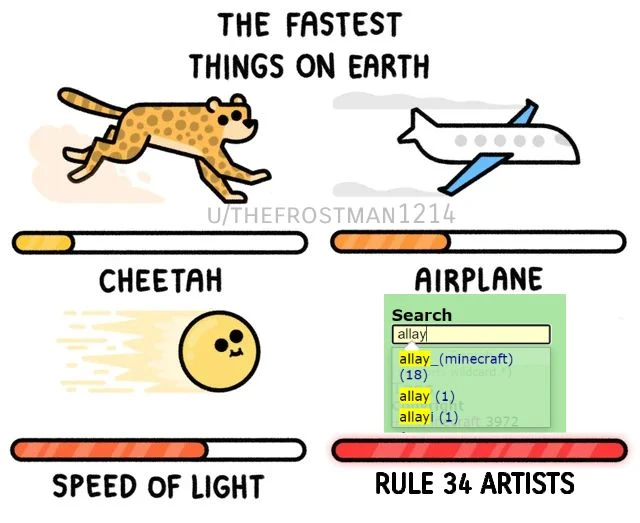 THE FASTEST
THINGS ON EARTH
U/THEFROSTMAN1214
CHEETAH
AIRPLANE
Search
allay
allay_(minecraft)
(18)
allay (1)
allayi (1)
3972
SPEED OF LIGHT
RULE 34 ARTISTS